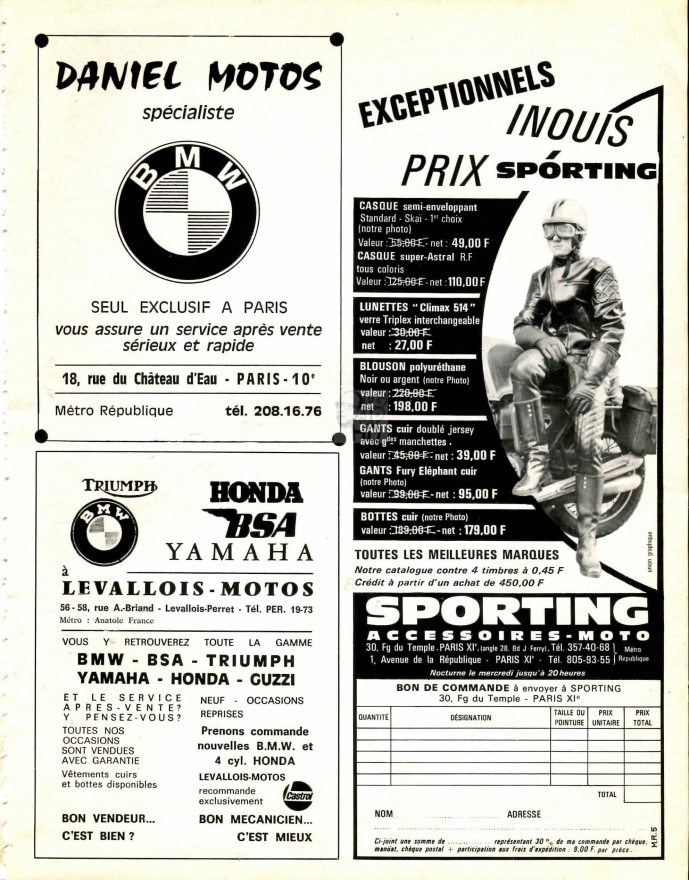 DANIEL MOTOS
spécialiste
BMW
SEUL EXCLUSIF A PARIS
vous assure un service après vente
sérieux et rapide
18, rue du Château d'Eau - PARIS - 10e
Métro République tél. 208.16.76
TRIUMPH
BMW
HONDA
BSA
YAMAHA
à
LEVALLOIS-MOTOS
56-58, rue A.-Briand - Levallois-Perret - Tél. PER. 19-73
Métro : Anatole France
VOUS Y RETROUVEREZ TOUTE LA GAMME
BMW - BSA - TRIUMPH
YAMAHA - HONDA - GUZZI
ET LE SERVICE
APRES-VENTE?
Y PENSEZ-VOUS?
TOUTES NOS
OCCASIONS
SONT VENDUES
AVEC GARANTIE
Vêtements cuirs
et bottes disponibles
BON VENDEUR...
C'EST BIEN ?
NEUF - OCCASIONS
REPRISES
Prenons commande
nouvelles B.M.W. et
4 cyl. HONDA
LEVALLOIS-MOTOS
recommande
exclusivement
Castrol
BON MECANICIEN...
C'EST MIEUX
EXCEPTIONNELS
INOUIS
PRIX SPÓRTING
CASQUE semi-enveloppant
Standard - Skaï - 1er choix
(notre photo)
Valeur : 55,00 F - net : 49,00 F
CASQUE super-Astral R.F
tous coloris
Valeur : 125,00 F - net : 110,00 F
LUNETTES "Climax 514"
verre Triplex interchangeable
valeur : 30,00 F
net : 27,00 F
BLOUSON polyuréthane
Noir ou argent (notre Photo)
valeur : 220,00 F
net : 198,00 F
GANTS cuir doublé jersey
avec gdes manchettes .
valeur : 45,00 F - net : 39,00 F
GANTS Fury Eléphant cuir
(notre Photo)
valeur : 99,00 F - net : 95,00 F
BOTTES cuir (notre Photo)
valeur : 189,00 F - net : 179,00 F
TOUTES LES MEILLEURES MARQUES
Notre catalogue contre 4 timbres à 0,45 F
Crédit à partir d'un achat de 450,00 F
union graphique
SPORTING
ACCESSOIRES-MOTO
30, Fg du Temple . PARIS XIe. (angle 28, Bd J Ferry). Tél. 357-40-68
1, Avenue de la République - PARIS XIe - Tél. 805-93-55
Métro
République
Nocturne le mercredi jusqu'à 20 heures
BON DE COMMANDE à envoyer à SPORTING
30, Fg du Temple - PARIS XIe
QUANTITÉ DÉSIGNATION TAILLE OU POINTURE PRIX UNITAIRE PRIX TOTAL
TOTAL
NOM ADRESSE
Ci-joint une somme de représentant 30 % de ma commande par chèque,
mandat, chèque postal + participation aux frais d'expédition : 9,00 F. par pièce.
M.R.5